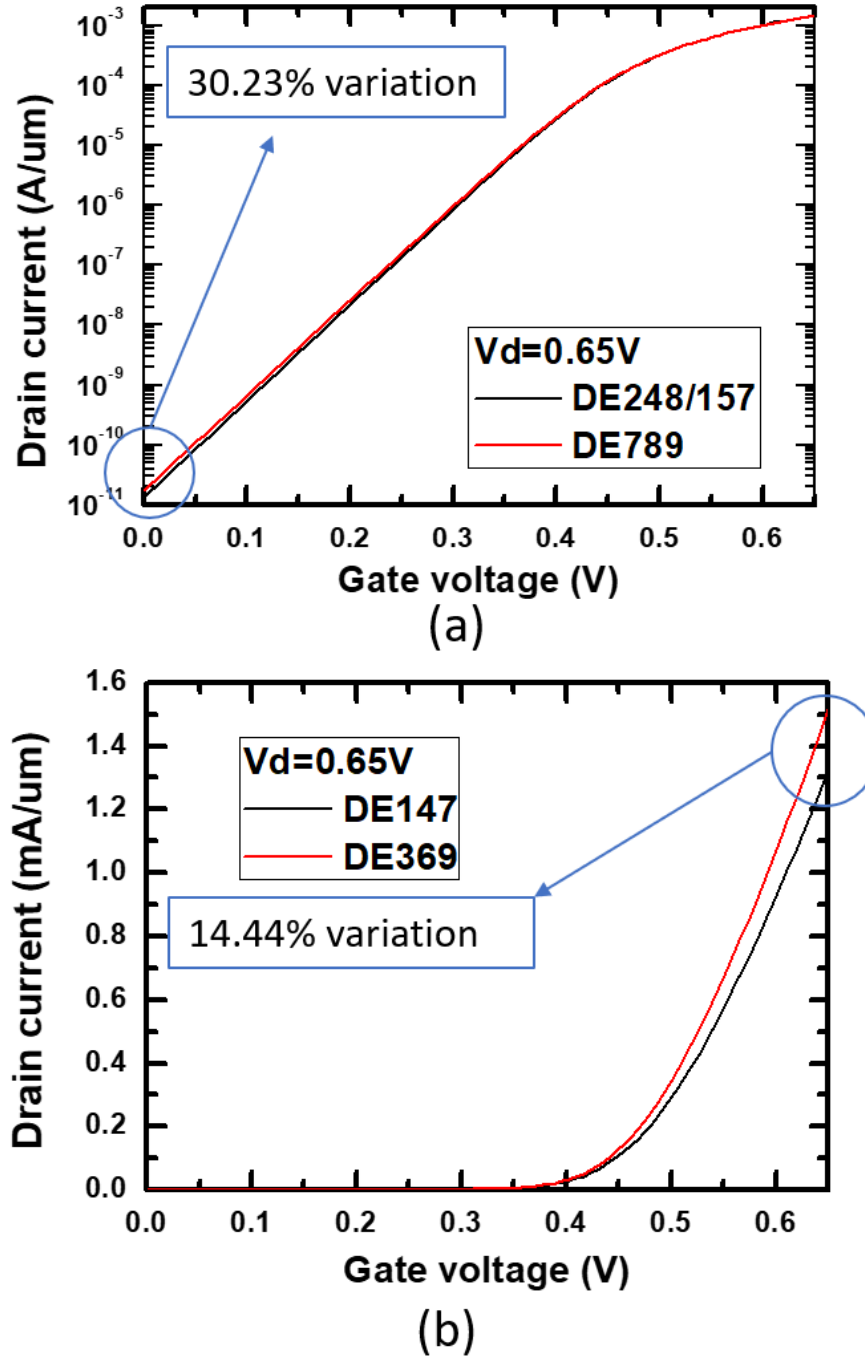 10⁻³
10⁻⁴
10⁻⁵
10⁻⁶
10⁻⁷
10⁻⁸
10⁻⁹
10⁻¹⁰
10⁻¹¹
Drain current (A/um)
30.23% variation
Vd=0.65V
DE248/157
DE789
0.0 0.1 0.2 0.3 0.4 0.5 0.6
Gate voltage (V)
(a)
1.6
1.4
1.2
1.0
0.8
0.6
0.4
0.2
0.0
Drain current (mA/um)
Vd=0.65V
DE147
DE369
14.44% variation
0.0 0.1 0.2 0.3 0.4 0.5 0.6
Gate voltage (V)
(b)